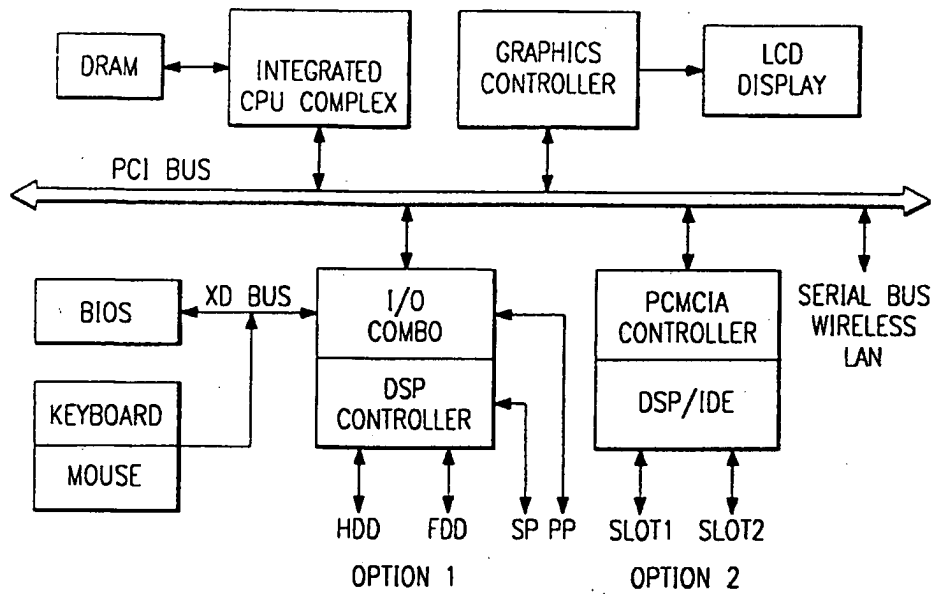 DRAM
INTEGRATED
CPU COMPLEX
GRAPHICS
CONTROLLER
LCD
DISPLAY
PCI BUS
BIOS
XD BUS
I/O
COMBO
PCMCIA
CONTROLLER
SERIAL BUS
WIRELESS
LAN
KEYBOARD
MOUSE
DSP
CONTROLLER
DSP/IDE
HDD
FDD
SP
PP
SLOT1
SLOT2
OPTION 1
OPTION 2